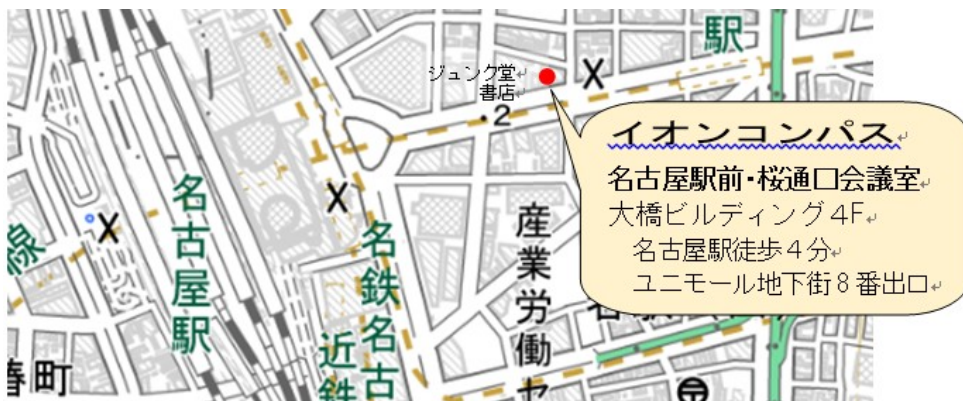 駅
ジュンク堂
書店
・2
イオンコンパス
名古屋駅前・桜通口会議室
大橋ビルディング4F
名古屋駅徒歩4分
ユニモール地下街8番出口
名古屋駅
名鉄名古
近鉄
産業労働セ
線
春町